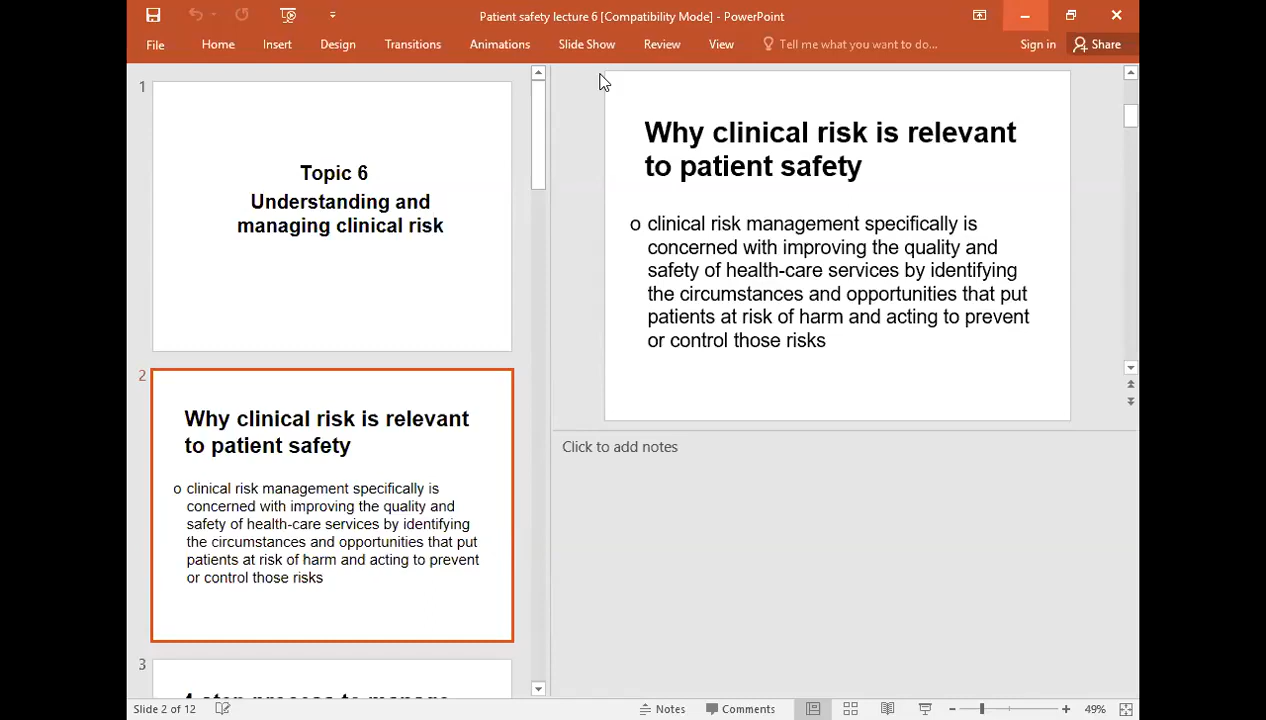 Patient safety lecture 6 [Compatibility Mode] - PowerPoint
File Home Insert Design Transitions Animations Slide Show Review View Tell me what you want to do... Sign in Share
1
Topic 6
Understanding and
managing clinical risk
2
Why clinical risk is relevant
to patient safety
o clinical risk management specifically is
concerned with improving the quality and
safety of health-care services by identifying
the circumstances and opportunities that put
patients at risk of harm and acting to prevent
or control those risks
3
4 step process to manage
Why clinical risk is relevant
to patient safety
o clinical risk management specifically is
concerned with improving the quality and
safety of health-care services by identifying
the circumstances and opportunities that put
patients at risk of harm and acting to prevent
or control those risks
Click to add notes
Slide 2 of 12 Notes Comments 49%